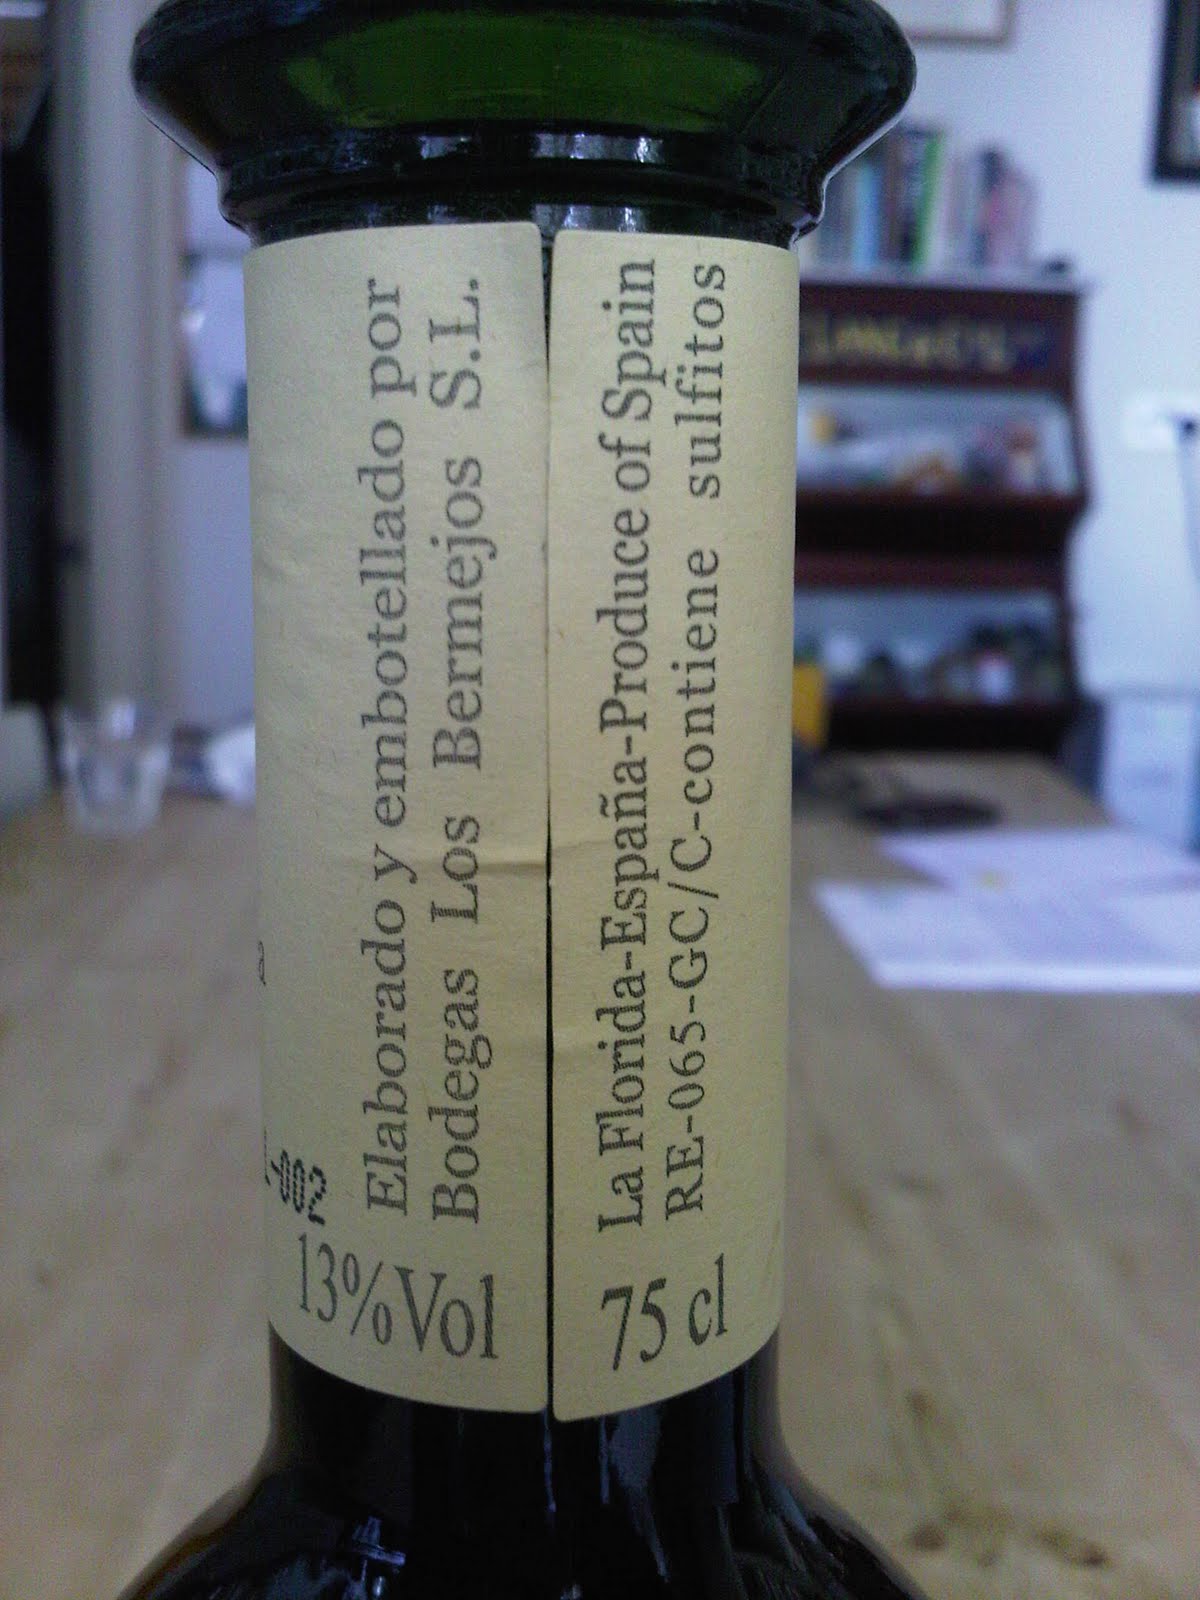 Elaborado y embotellado por
Bodegas Los Bermejos S.L.
13%Vol
La Florida-España-Produce of Spain
RE-065-GC/C-contiene sulfitos
75 cl
-002
a